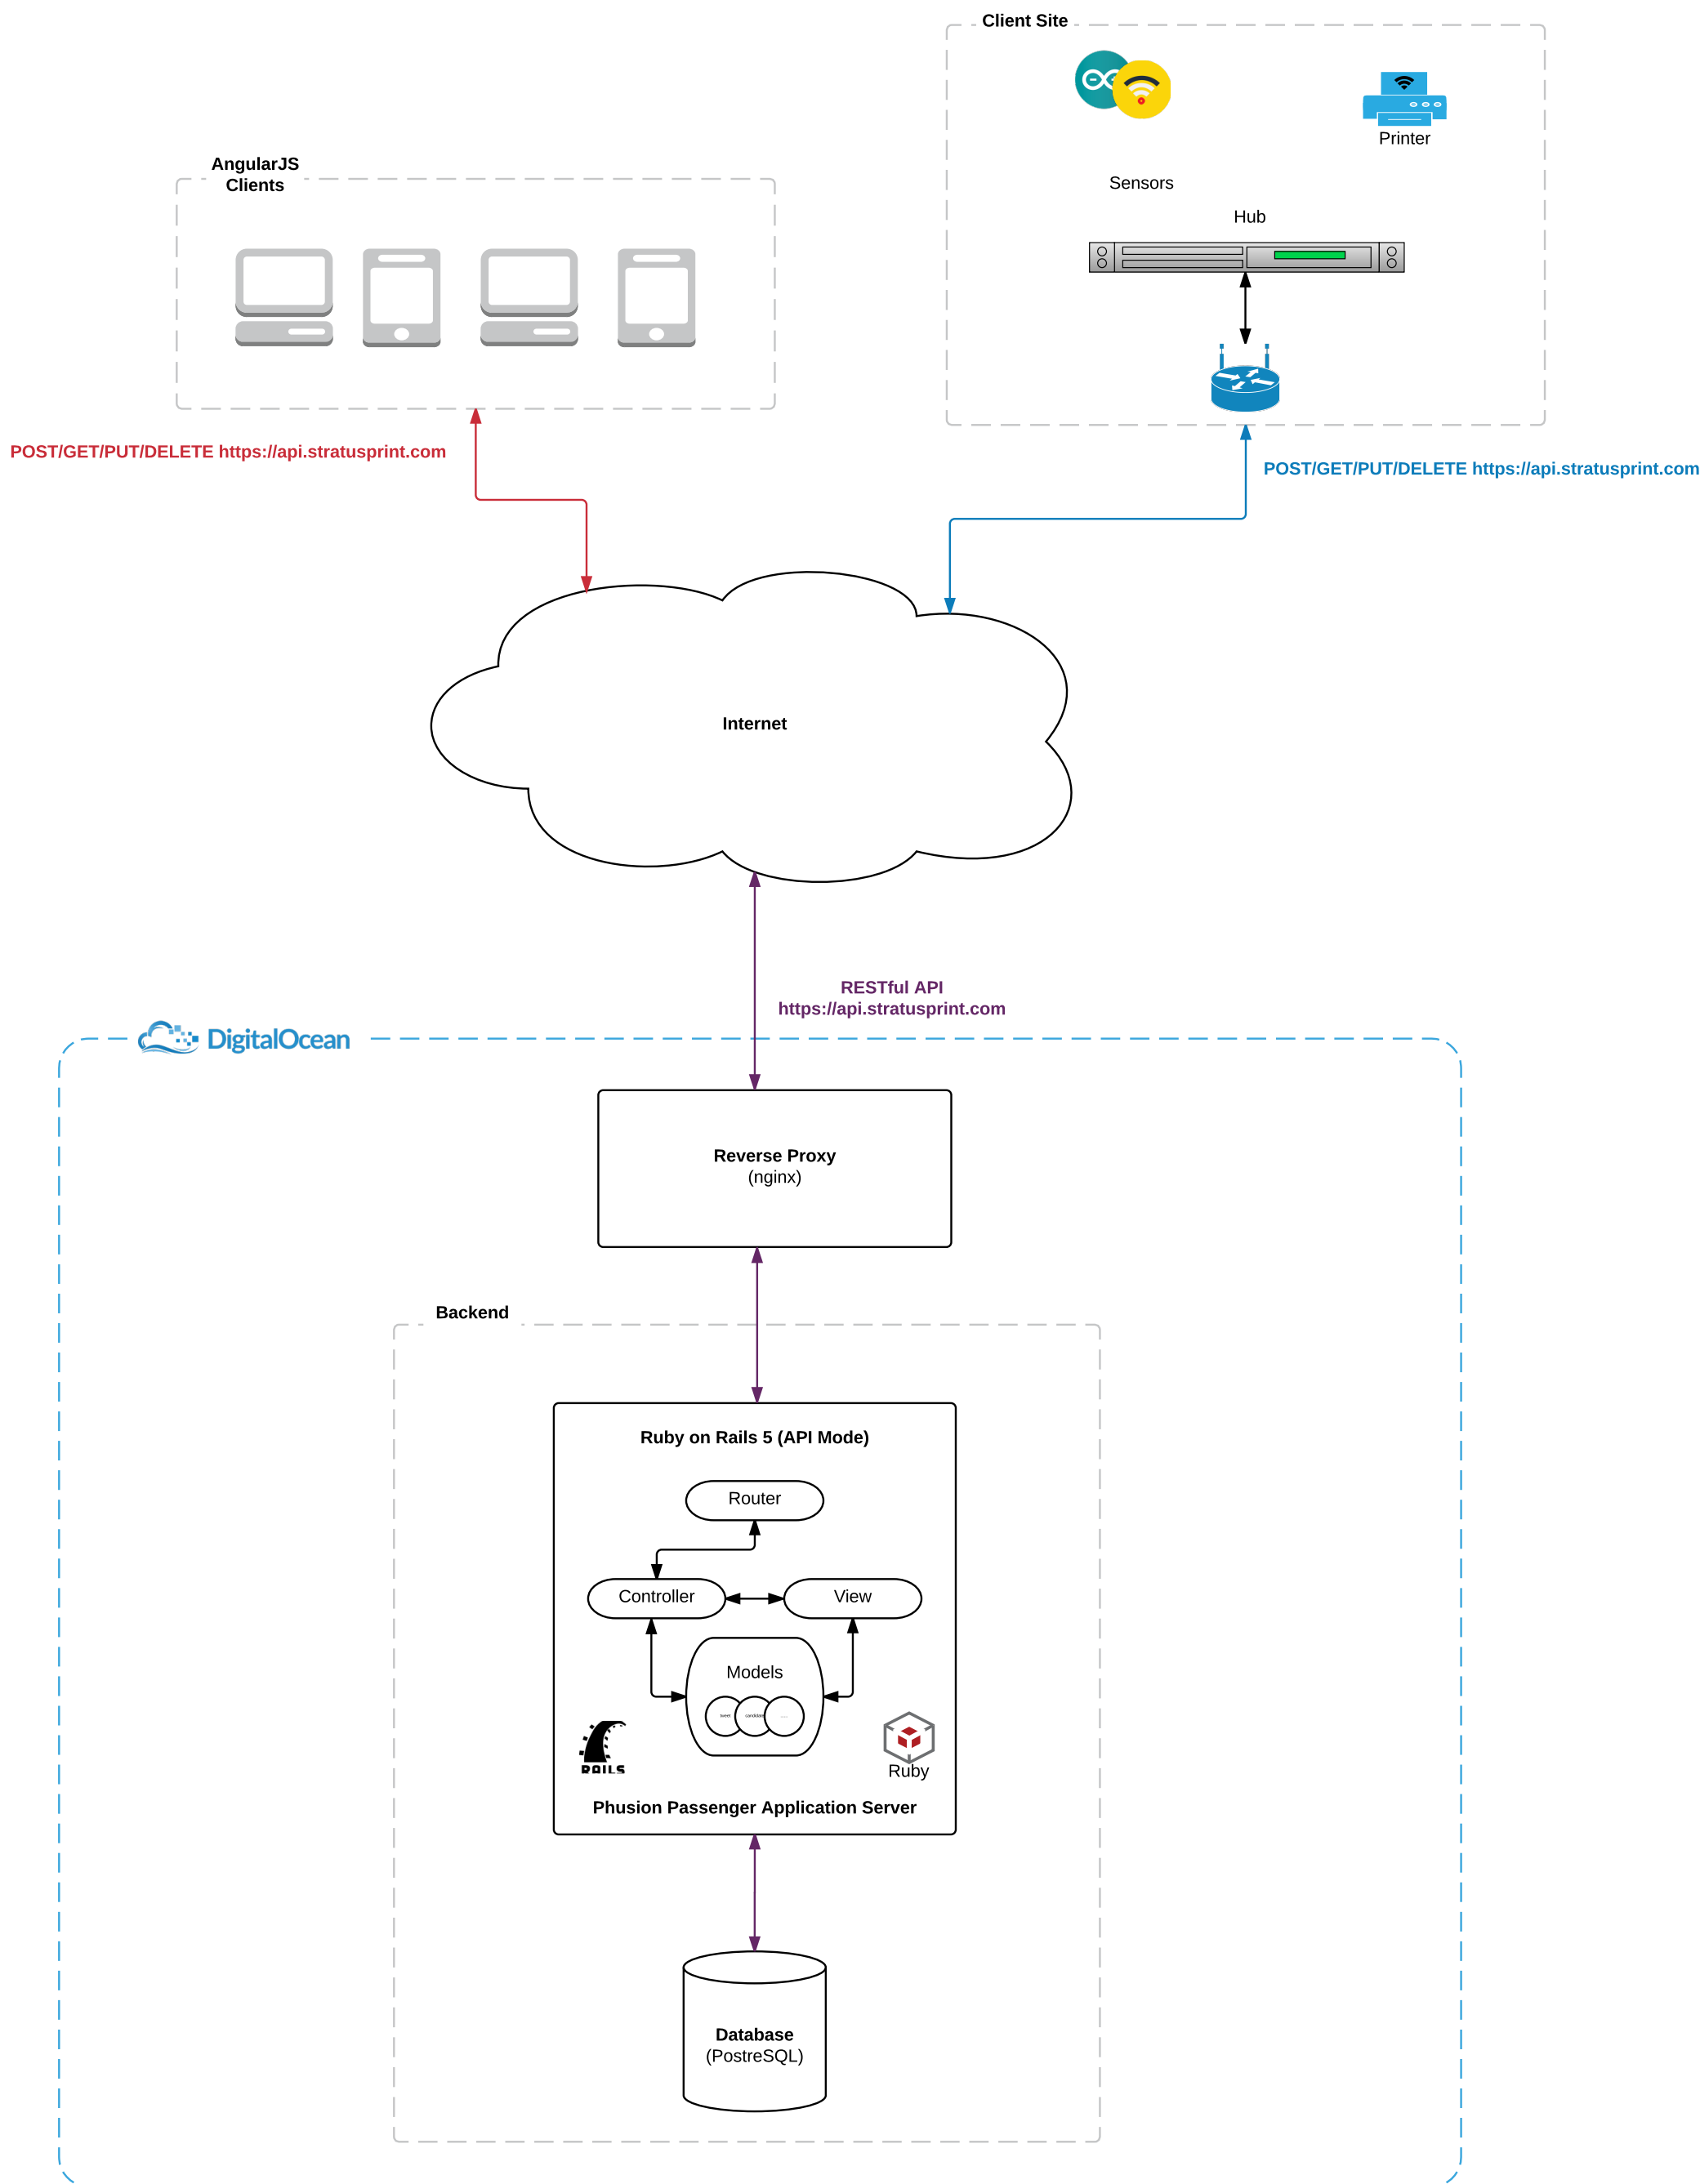 Client Site
Printer
Sensors
Hub
AngularJS
Clients
POST/GET/PUT/DELETE https://api.stratusprint.com
POST/GET/PUT/DELETE https://api.stratusprint.com
Internet
RESTful API
https://api.stratusprint.com
DigitalOcean
Reverse Proxy
(nginx)
Backend
Ruby on Rails 5 (API Mode)
Router
Controller
View
Models
RAILS
Ruby
Phusion Passenger Application Server
Database
(PostreSQL)